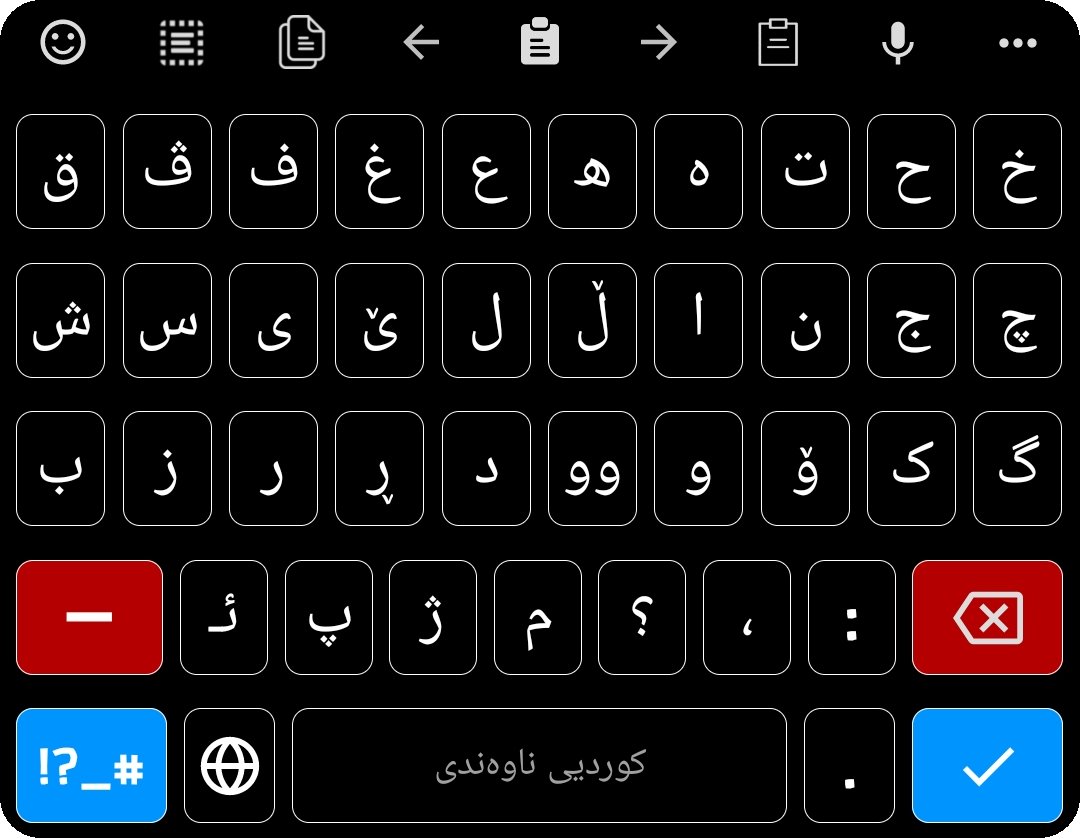 خ ح ت ە ھ ع غ ف ڤ ق
چ ج ن ا ڵ ل ێ ی س ش
گ ک ۆ و وو د ڕ ر ز ب
: ، ؟ م ژ پ ئـ
. کوردیی ناوەندی !?_#